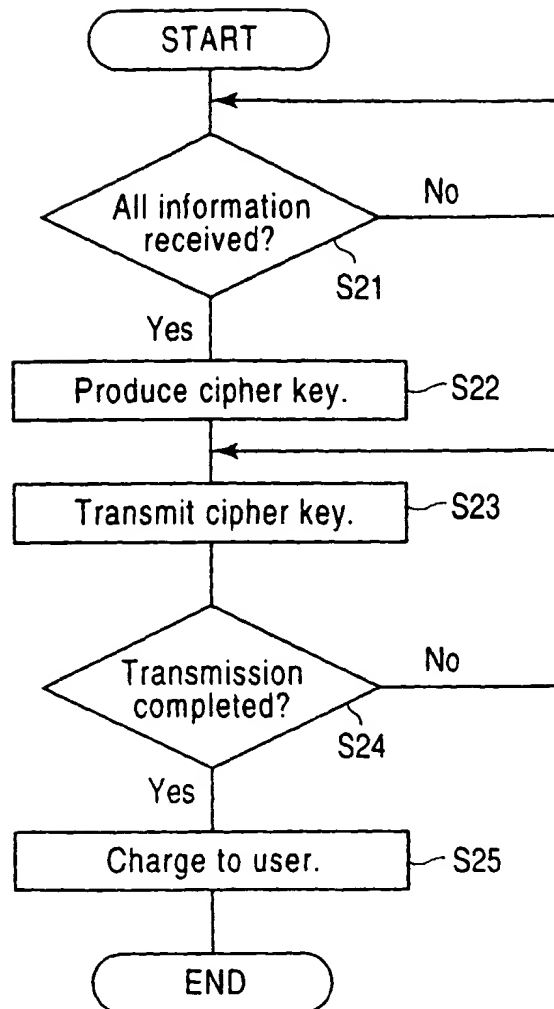 START
All information
received?
No
S21
Yes
Produce cipher key.
S22
Transmit cipher key.
S23
Transmission
completed?
No
S24
Yes
Charge to user.
S25
END